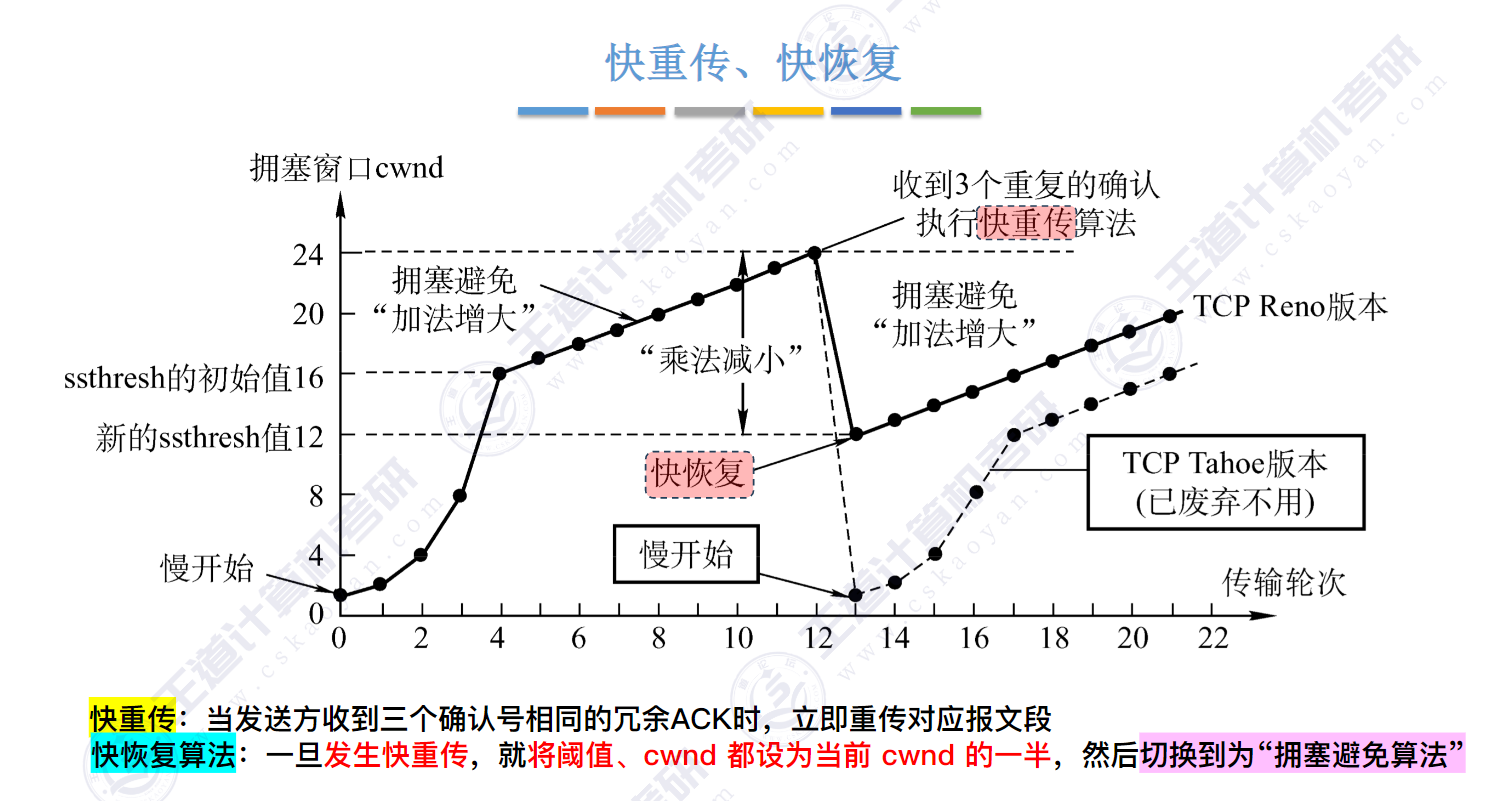 快重传、快恢复
拥塞窗口cwnd
收到3个重复的确认
执行快重传算法
24
拥塞避免
“加法增大”
拥塞避免
“加法增大”
20
TCP Reno版本
“乘法减小”
ssthresh的初始值16
新的ssthresh值12
快恢复
TCP Tahoe版本
(已废弃不用)
8
慢开始
4
慢开始
传输轮次
0
0 2 4 6 8 10 12 14 16 18 20 22
快重传：当发送方收到三个确认号相同的冗余ACK时，立即重传对应报文段
快恢复算法：一旦发生快重传，就将阈值、cwnd 都设为当前 cwnd 的一半，然后切换到为“拥塞避免算法”
王道计算机考研
www.cskaoyan.com